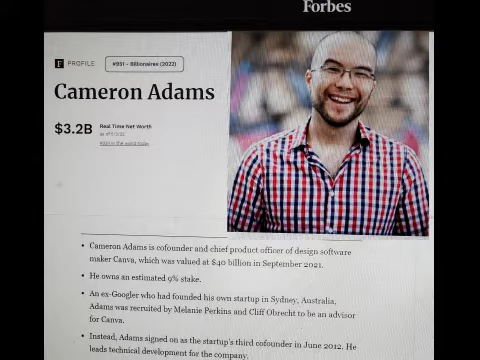 Forbes
F PROFILE
#951 - Billionaires (2022)
Cameron Adams
$3.2B
Real Time Net Worth
as of
Cameron Adams is cofounder and chief product officer of design software
maker Canva, which was valued at $40 billion in September 2021.
He owns an estimated 9% stake.
An ex-Googler who had founded his own startup in Sydney, Australia,
Adams was recruited by Melanie Perkins and Cliff Obrecht to be an advisor
for Canva.
Instead, Adams signed on as the startup's third cofounder in June 2012. He
leads technical development for the company.